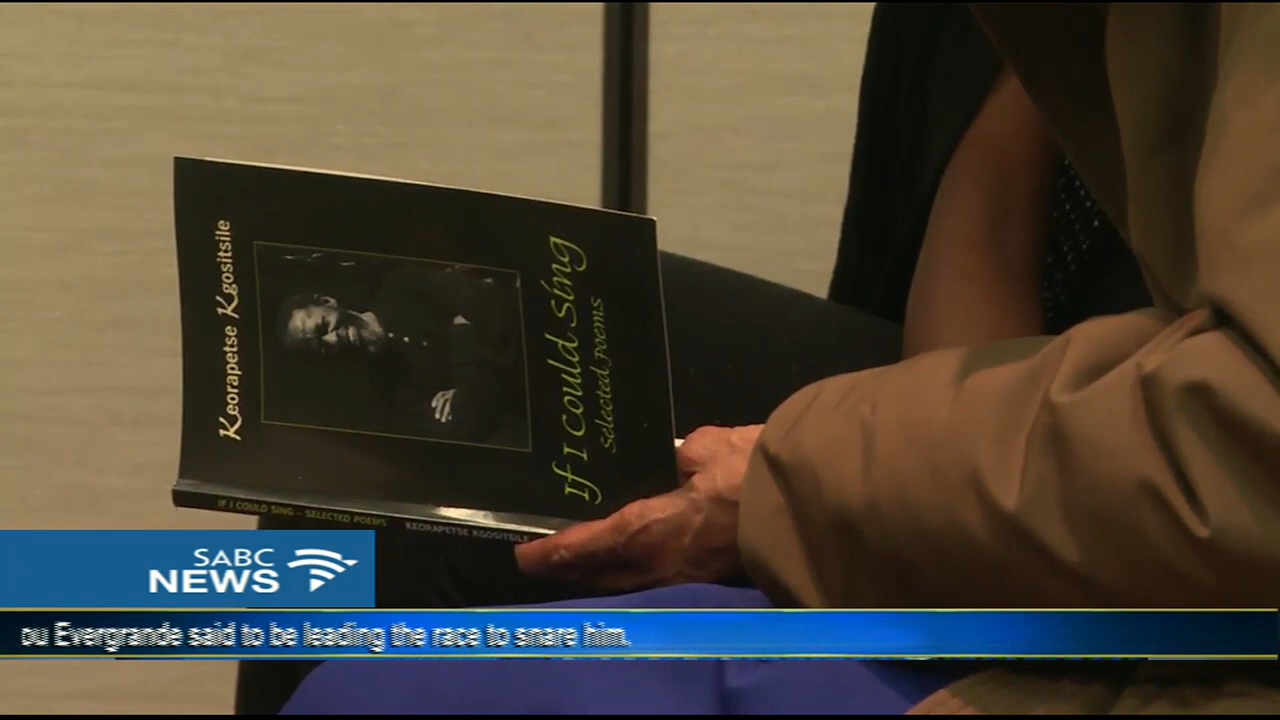 Keorapetse Kgositsile
If I could sing
Selected Poems
IF I COULD SING – SELECTED POEMS
KEORAPETSE KGOSITSILE
SABC
NEWS
ou Evergrande said to be leading the race to snare him.